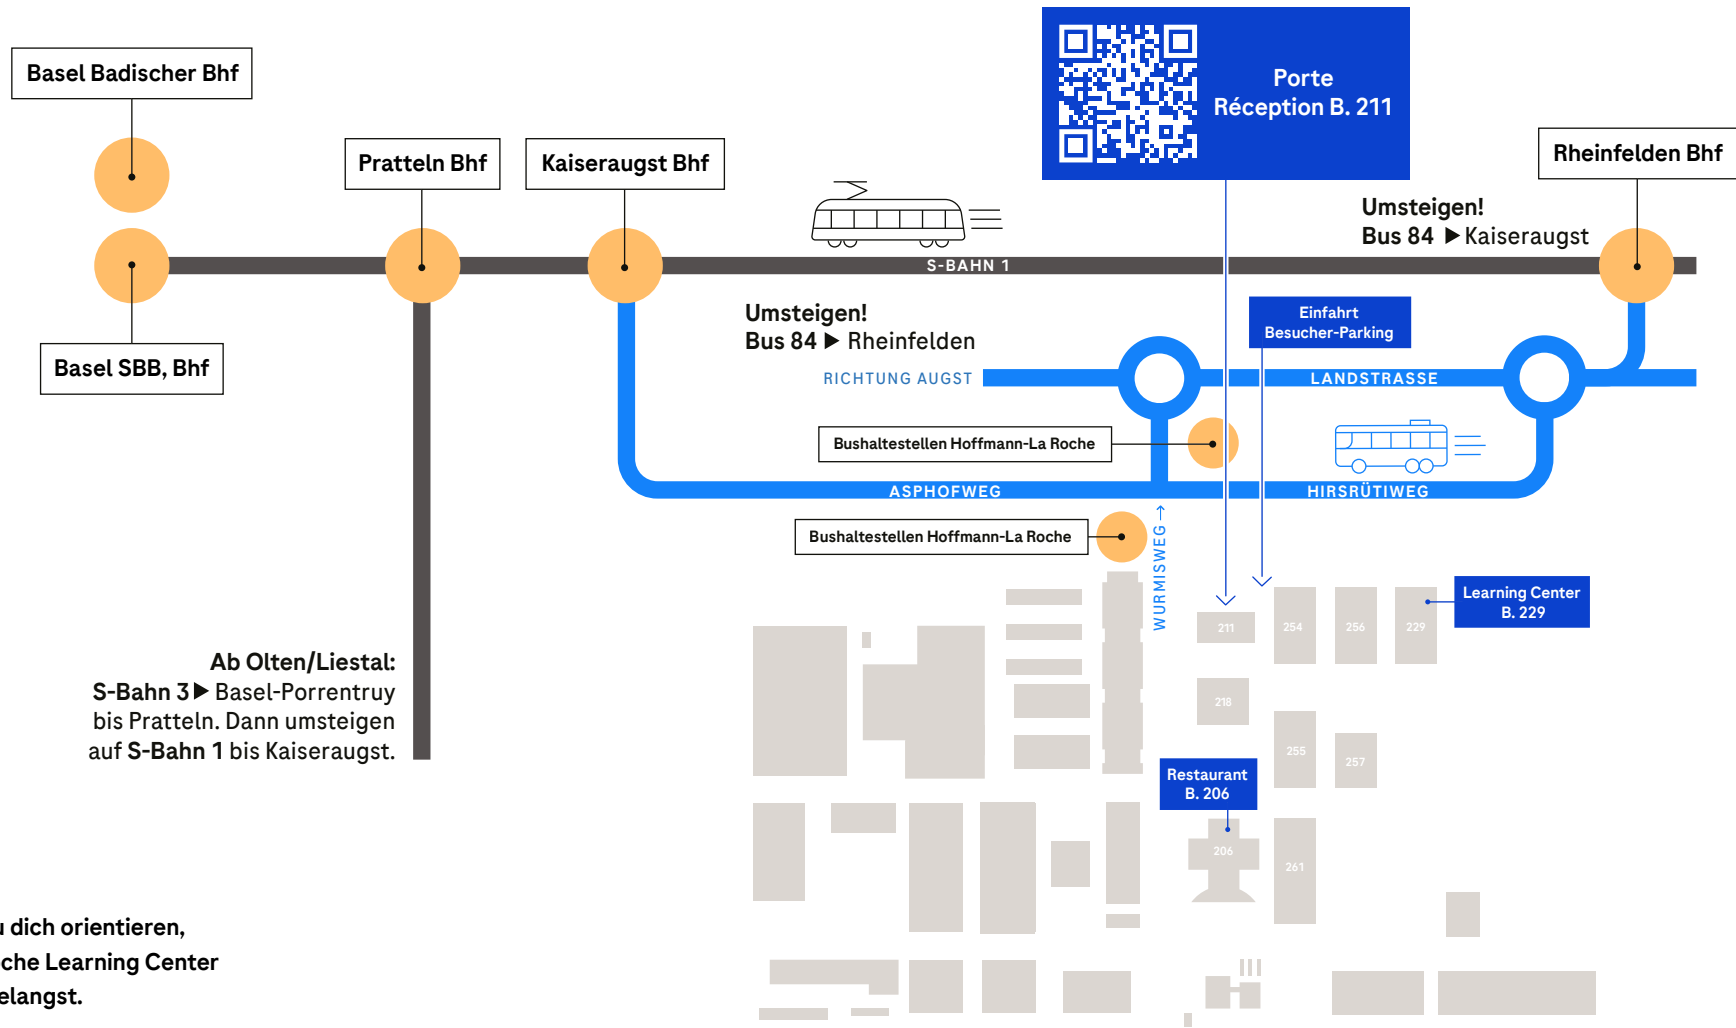 Basel Badischer Bhf
Porte
Réception B. 211
Pratteln Bhf
Kaiseraugst Bhf
Rheinfelden Bhf
Umsteigen!
Bus 84 ▶ Kaiseraugst
S-BAHN 1
Umsteigen!
Bus 84 ▶ Rheinfelden
Einfahrt
Besucher-Parking
Basel SBB, Bhf
RICHTUNG AUGST
LANDSTRASSE
Bushaltestellen Hoffmann-La Roche
ASPHOFWEG
HIRSRÜTIWEG
Bushaltestellen Hoffmann-La Roche
WURMISWEG →
Learning Center
B. 229
211
254
256
229
Ab Olten/Liestal:
S-Bahn 3 ▶ Basel-Porrentruy
bis Pratteln. Dann umsteigen
auf S-Bahn 1 bis Kaiseraugst.
218
255
257
Restaurant
B. 206
206
261
u dich orientieren,
che Learning Center
elangst.